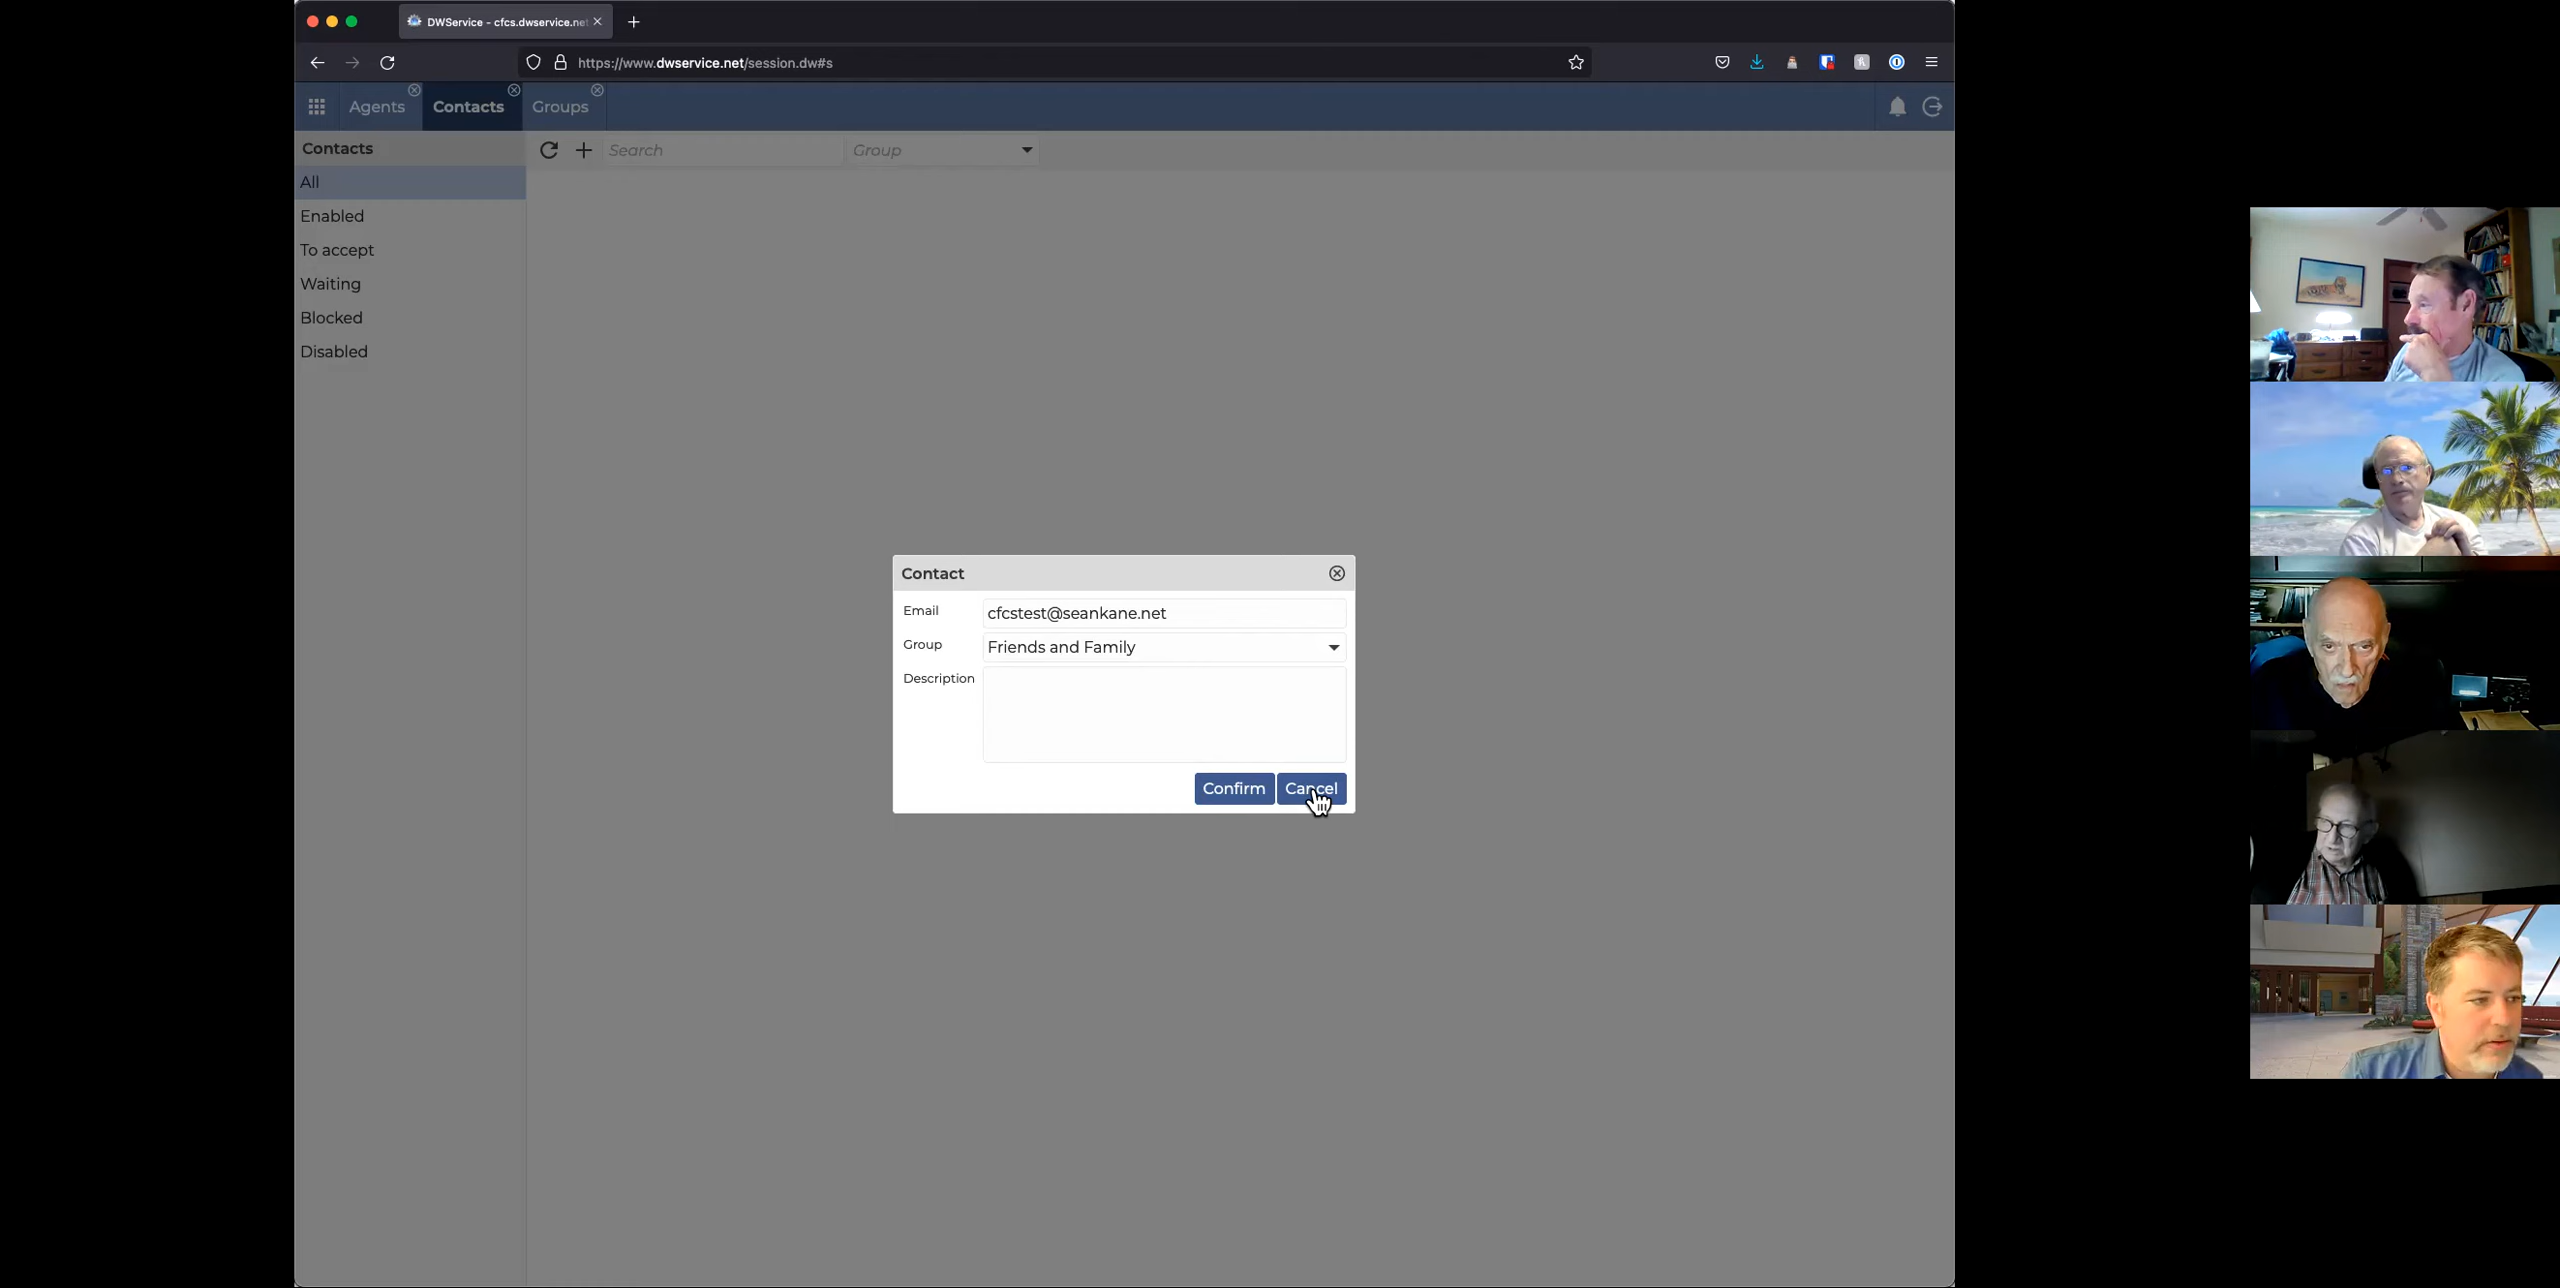 DWService - cfcs.dwservice.net
https://www.dwservice.net/session.dw#s
Agents
Contacts
Groups
Contacts
Search
Group
All
Enabled
To accept
Waiting
Blocked
Disabled
Contact
Email
cfcstest@seankane.net
Group
Friends and Family
Description
Confirm
Cancel